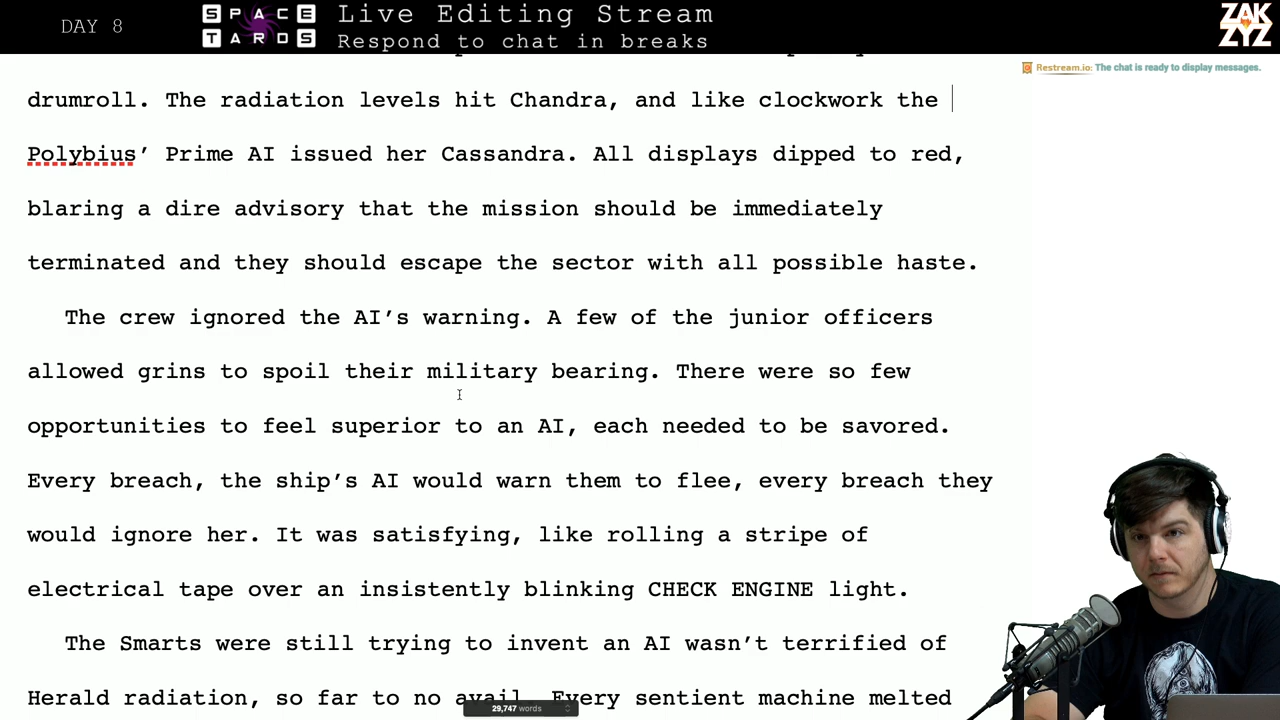 DAY 8
SPACE
TARDS
Live Editing Stream
Respond to chat in breaks
ZAK
ZYZ
Restream.io: The chat is ready to display messages.
drumroll. The radiation levels hit Chandra, and like clockwork the
Polybius’ Prime AI issued her Cassandra. All displays dipped to red,
blaring a dire advisory that the mission should be immediately
terminated and they should escape the sector with all possible haste.
The crew ignored the AI’s warning. A few of the junior officers
allowed grins to spoil their military bearing. There were so few
opportunities to feel superior to an AI, each needed to be savored.
Every breach, the ship’s AI would warn them to flee, every breach they
would ignore her. It was satisfying, like rolling a stripe of
electrical tape over an insistently blinking CHECK ENGINE light.
The Smarts were still trying to invent an AI wasn’t terrified of
Herald radiation, so far to no avail. Every sentient machine melted
29,747 words